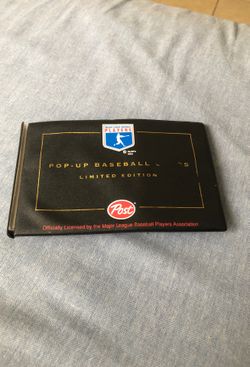 PLAYERS
POP-UP BASEBALL
LIMITED EDITION
Post
Officially Licensed by the Major League Baseball Players Association